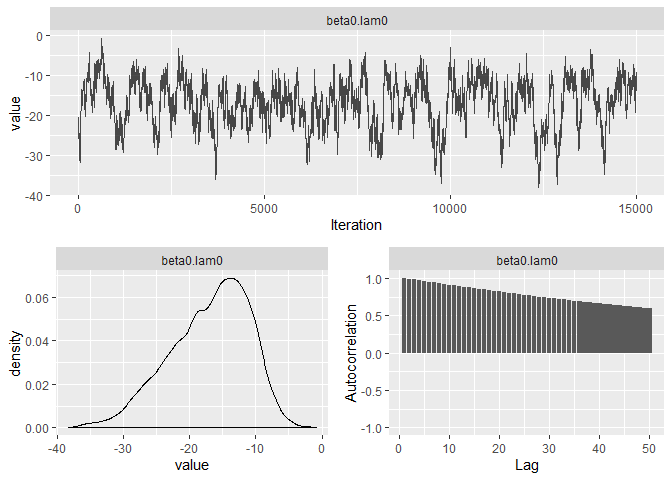 beta0.lam0
0
-10
-20
-30
-40
value
0 5000 10000 15000
Iteration
beta0.lam0
0.06
0.04
0.02
0.00
density
-40 -30 -20 -10 0
value
beta0.lam0
1.0
0.5
0.0
-0.5
-1.0
Autocorrelation
0 10 20 30 40 50
Lag